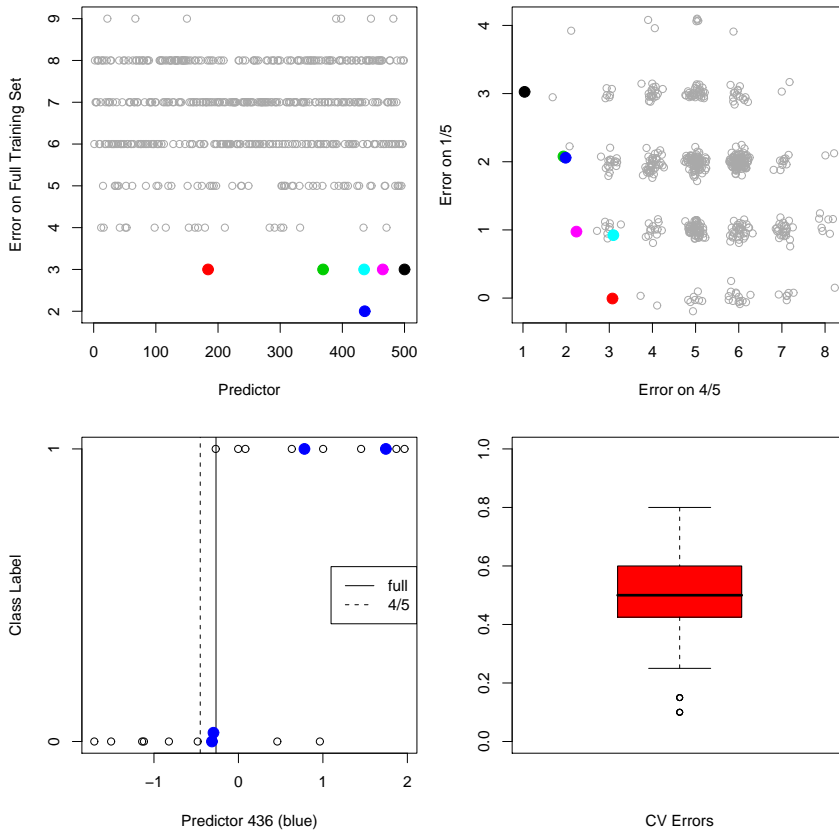 9
8
7
6
5
4
3
2
Error on Full Training Set
0 100 200 300 400 500
Predictor
4
3
2
1
0
Error on 1/5
1 2 3 4 5 6 7 8
Error on 4/5
1
0
Class Label
full
4/5
−1 0 1 2
Predictor 436 (blue)
1.0
0.8
0.6
0.4
0.2
0.0
CV Errors